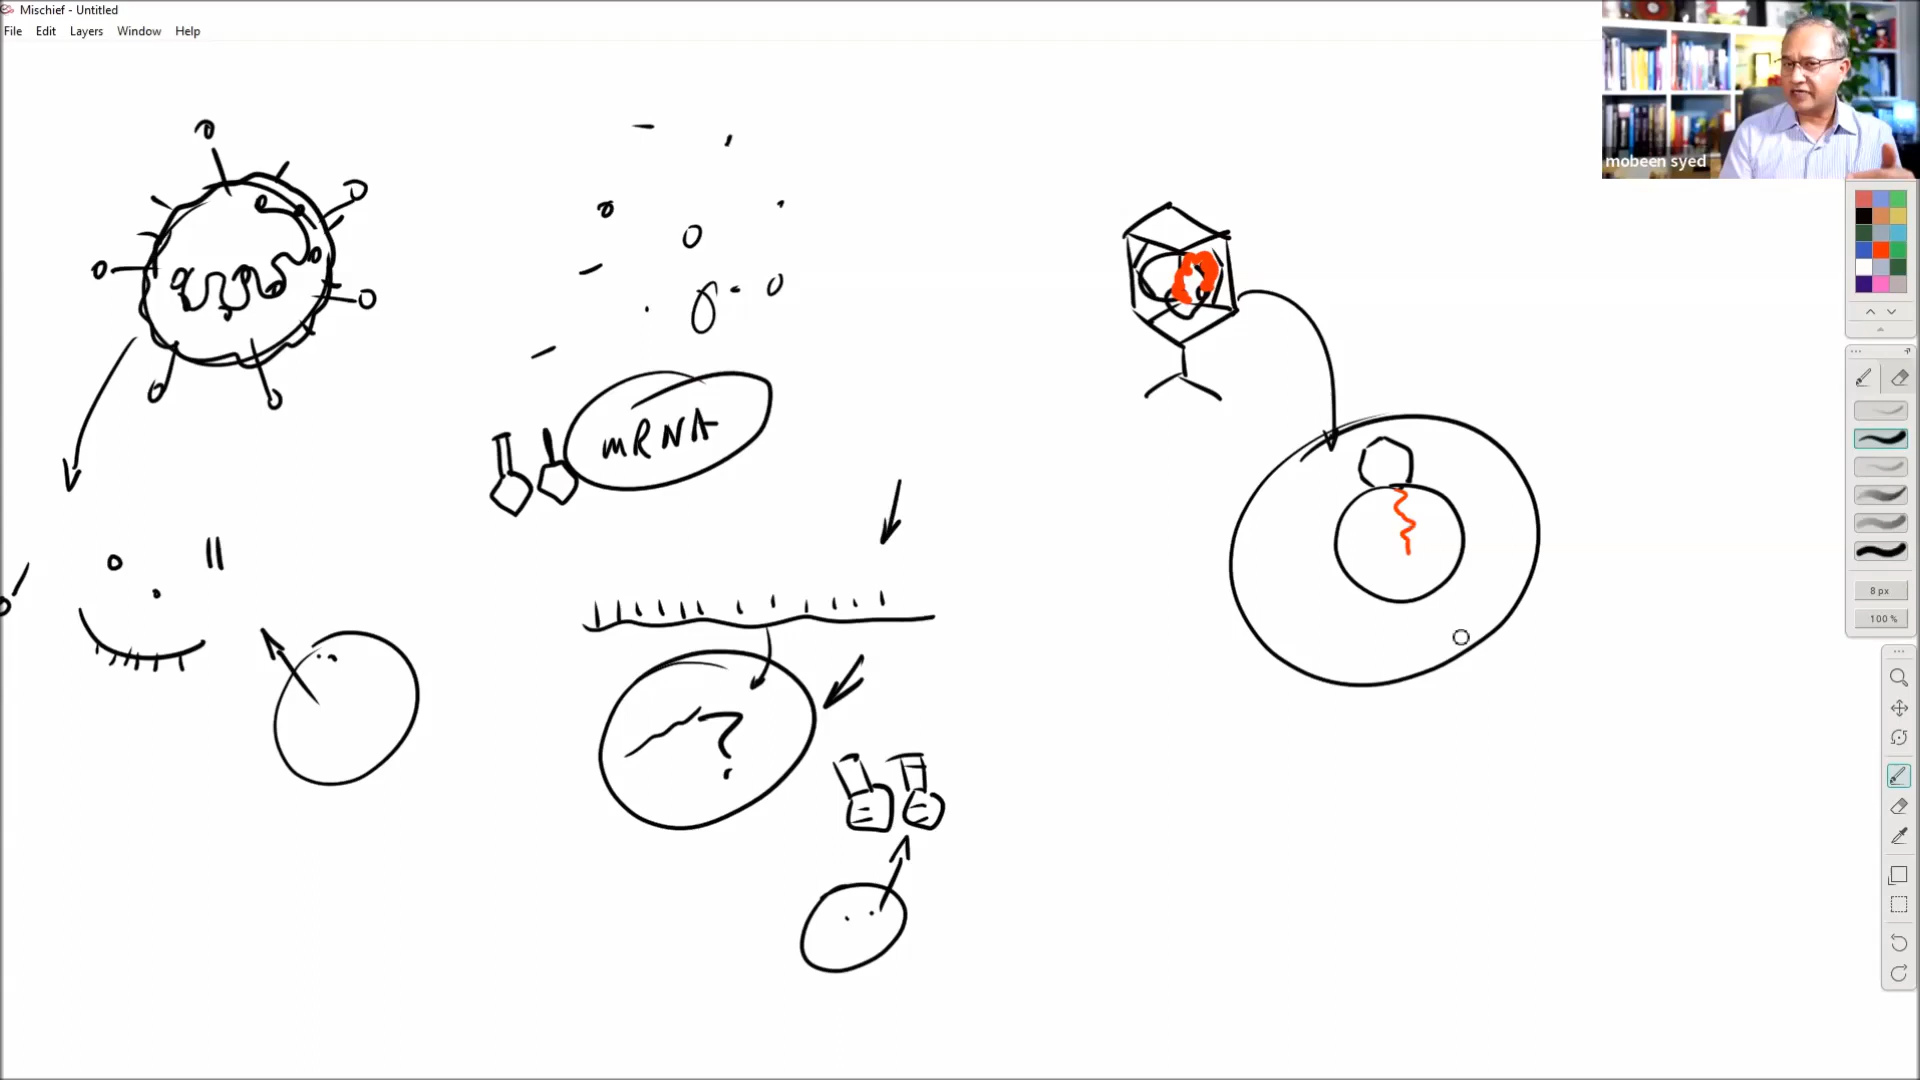 Mischief - Untitled
File Edit Layers Window Help
mobeen syed
mRNA
?
8 px
100 %